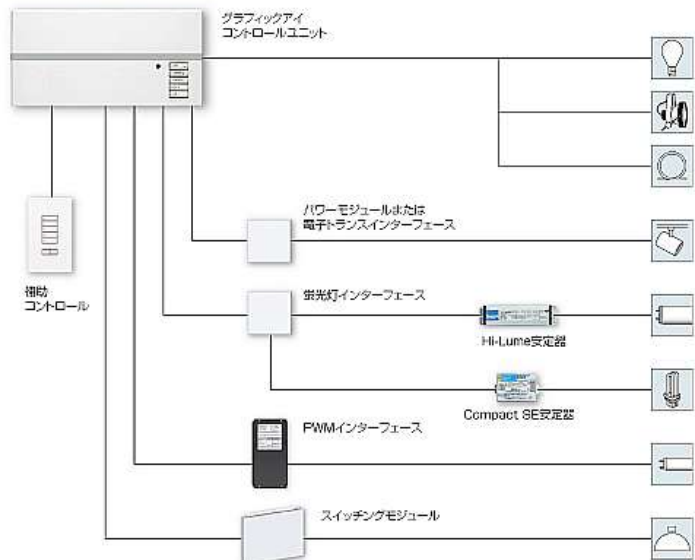 グラフィックアイ
コントロールユニット
パワーモジュールまたは
電子トランスインターフェース
補助
コントロール
蛍光灯インターフェース
Hi-Lume安定器
Compact SE安定器
PWMインターフェース
スイッチングモジュール